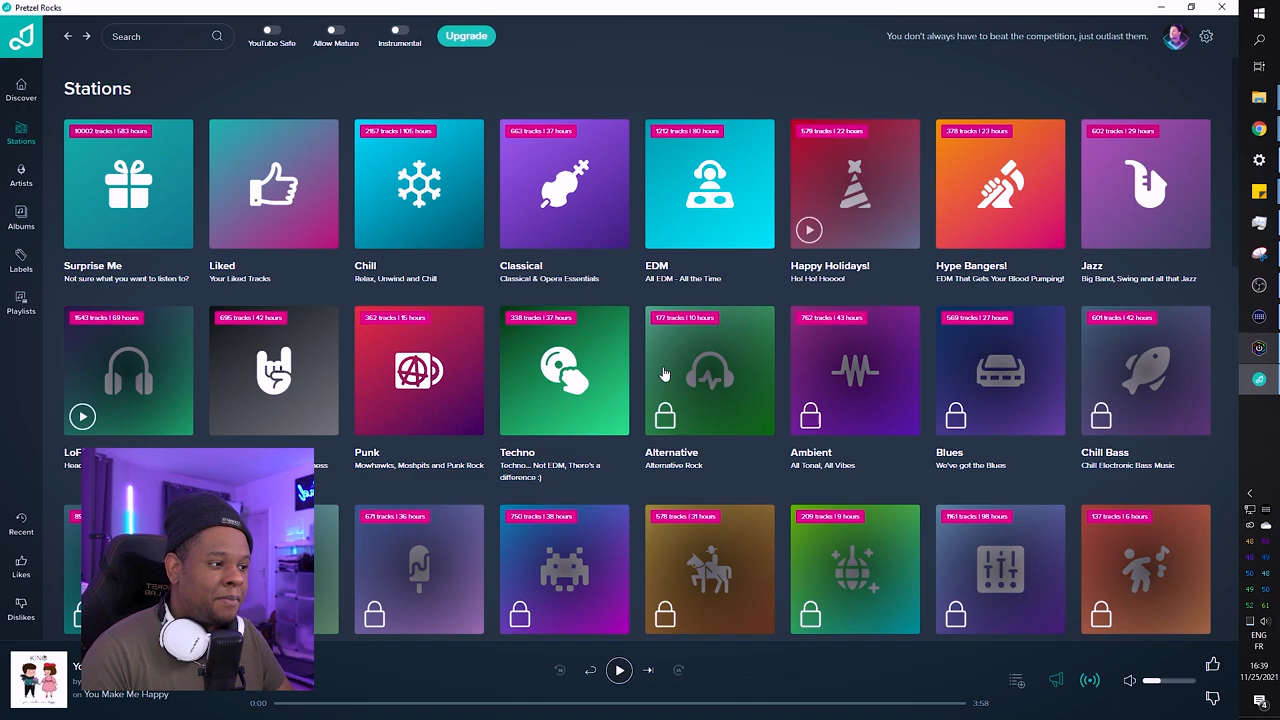 Pretzel Rocks
Search
YouTube Safe
Allow Mature
Instrumental
Upgrade
You don't always have to beat the competition, just outlast them.
Discover
Stations
Artists
Albums
Labels
Playlists
Recent
Likes
Dislikes
Stations
10002 tracks | 583 hours
2157 tracks | 105 hours
663 tracks | 37 hours
1212 tracks | 80 hours
579 tracks | 22 hours
378 tracks | 23 hours
602 tracks | 29 hours
Surprise Me
Not sure what you want to listen to?
Liked
Your Liked Tracks
Chill
Relax, Unwind and Chill
Classical
Classical & Opera Essentials
EDM
All EDM - All the Time
Happy Holidays!
Ho! Ho! Hoooo!
Hype Bangers!
EDM That Gets Your Blood Pumping!
Jazz
Big Band, Swing and all that Jazz
1543 tracks | 69 hours
695 tracks | 42 hours
362 tracks | 15 hours
338 tracks | 37 hours
177 tracks | 10 hours
762 tracks | 43 hours
569 tracks | 27 hours
601 tracks | 42 hours
LoF
Head
Punk
Mowhawks, Moshpits and Punk Rock
Techno
Techno... Not EDM, There's a
difference :)
Alternative
Alternative Rock
Ambient
All Tonal, All Vibes
Blues
We've got the Blues
Chill Bass
Chill Electronic Bass Music
671 tracks | 36 hours
750 tracks | 38 hours
578 tracks | 31 hours
209 tracks | 9 hours
1161 tracks | 98 hours
137 tracks | 6 hours
KINO
Yo
by
on You Make Me Happy
0:00
3:58
ENG
FR
16:39
11/25/2021